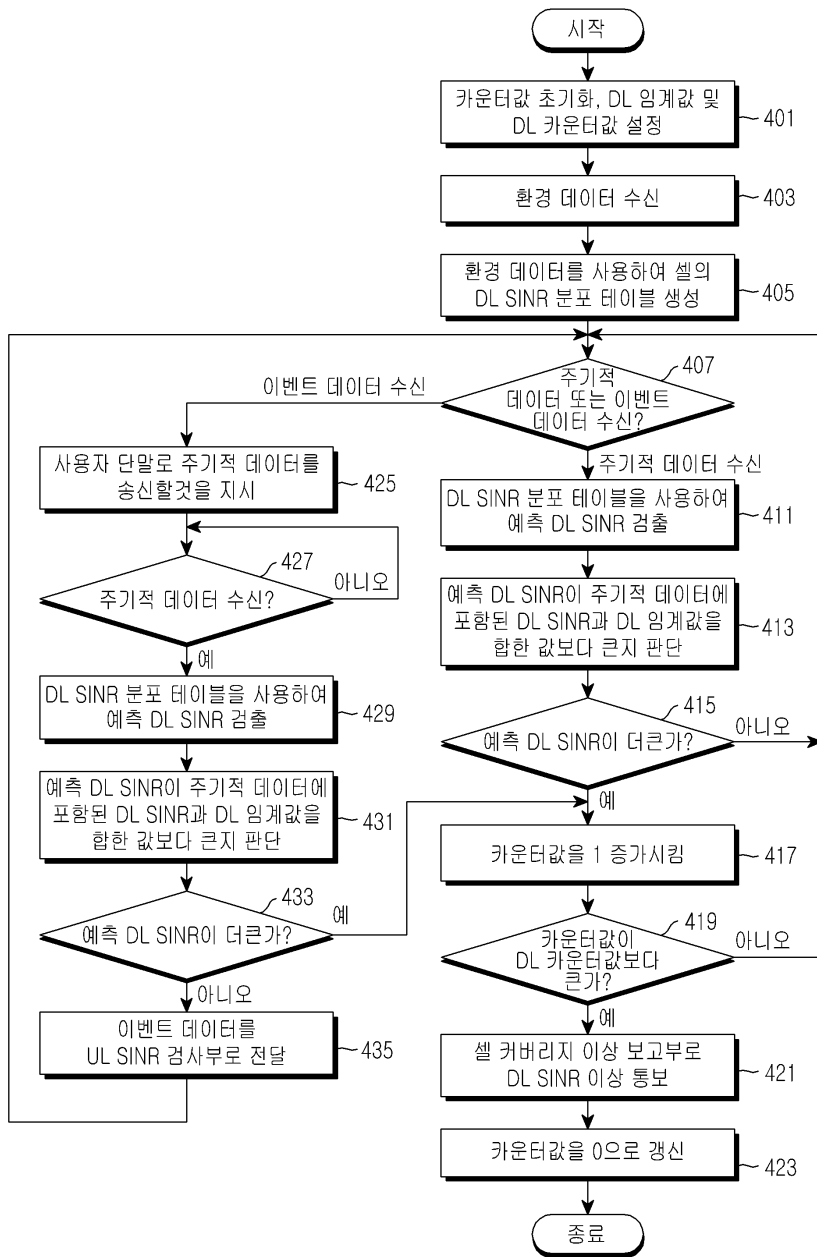 시작
카운터값 초기화, DL 임계값 및
DL 카운터값 설정
401
환경 데이터 수신
403
환경 데이터를 사용하여 셀의
DL SINR 분포 테이블 생성
405
주기적
데이터 또는 이벤트
데이터 수신?
407
이벤트 데이터 수신
주기적 데이터 수신
사용자 단말로 주기적 데이터를
송신할것을 지시
425
DL SINR 분포 테이블을 사용하여
예측 DL SINR 검출
411
주기적 데이터 수신?
427
아니오
예
예측 DL SINR이 주기적 데이터에
포함된 DL SINR과 DL 임계값을
합한 값보다 큰지 판단
413
DL SINR 분포 테이블을 사용하여
예측 DL SINR 검출
429
예측 DL SINR이 더큰가?
415
아니오
예
예측 DL SINR이 주기적 데이터에
포함된 DL SINR과 DL 임계값을
합한 값보다 큰지 판단
431
카운터값을 1 증가시킴
417
예측 DL SINR이 더큰가?
433
예
아니오
카운터값이
DL 카운터값보다
큰가?
419
아니오
예
이벤트 데이터를
UL SINR 검사부로 전달
435
셀 커버리지 이상 보고부로
DL SINR 이상 통보
421
카운터값을 0으로 갱신
423
종료